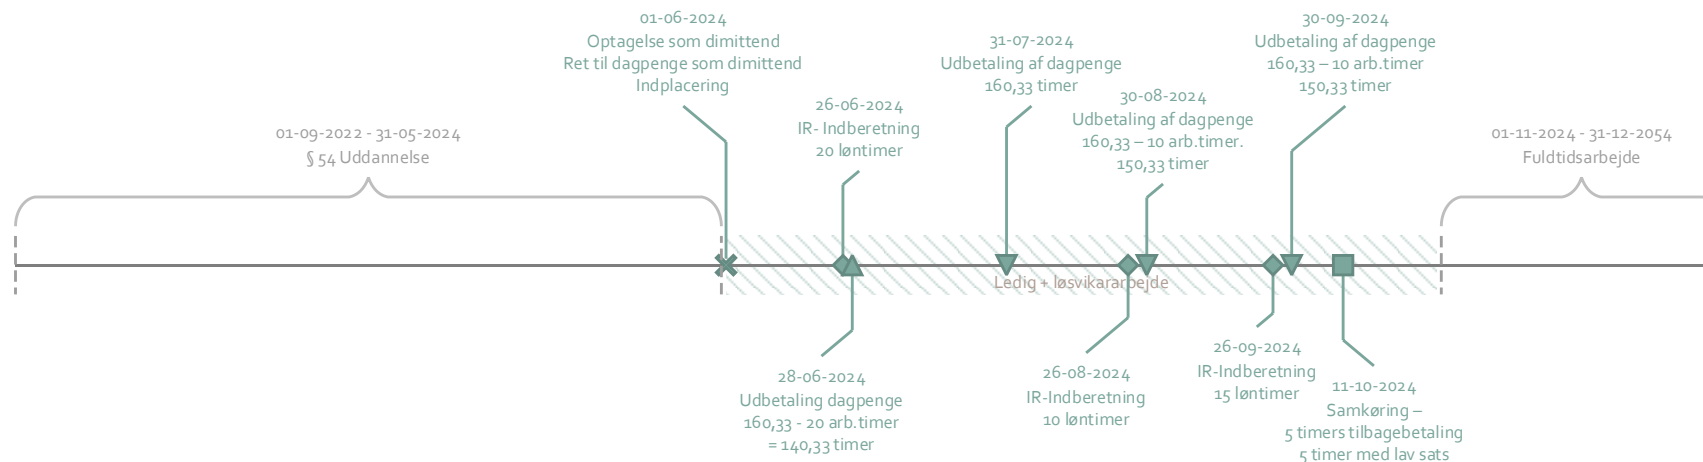 01-09-2022 - 31-05-2024
§ 54 Uddannelse
01-06-2024
Optagelse som dimittend
Ret til dagpenge som dimittend
Indplacering
26-06-2024
IR- Indberetning
20 løntimer
28-06-2024
Udbetaling dagpenge
160,33 - 20 arb.timer
= 140,33 timer
31-07-2024
Udbetaling af dagpenge
160,33 timer
Ledig + løsvikararbejde
26-08-2024
IR-Indberetning
10 løntimer
30-08-2024
Udbetaling af dagpenge
160,33 – 10 arb.timer.
150,33 timer
26-09-2024
IR-Indberetning
15 løntimer
30-09-2024
Udbetaling af dagpenge
160,33 – 10 arb.timer
150,33 timer
11-10-2024
Samkøring –
5 timers tilbagebetaling
5 timer med lav sats
01-11-2024 - 31-12-2054
Fuldtidsarbejde